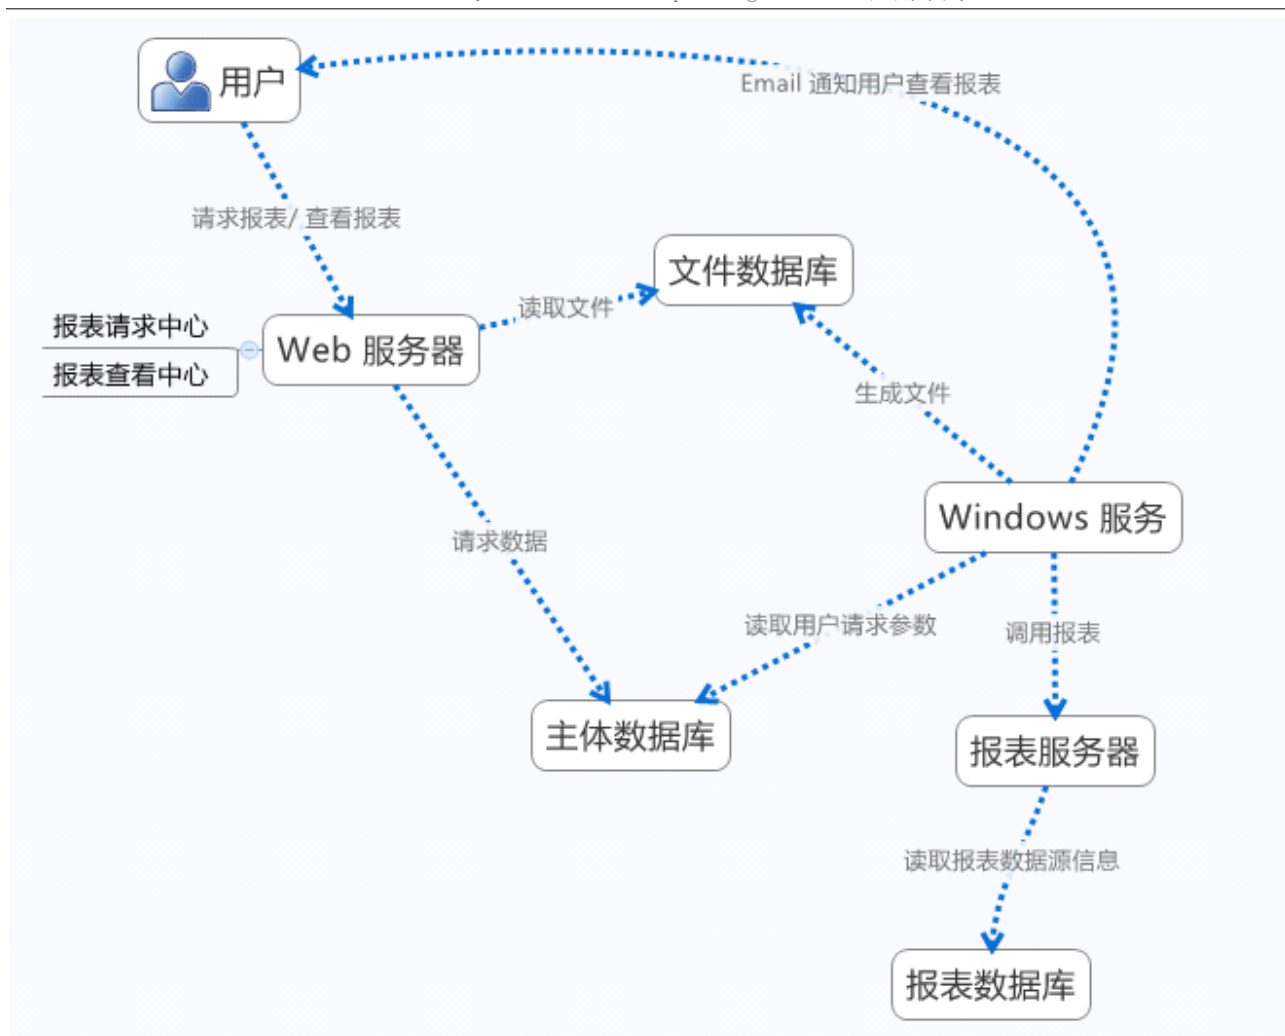 用户
Email 通知用户查看报表
请求报表/ 查看报表
文件数据库
读取文件
报表请求中心
Web 服务器
报表查看中心
生成文件
Windows 服务
请求数据
读取用户请求参数
调用报表
主体数据库
报表服务器
读取报表数据源信息
报表数据库